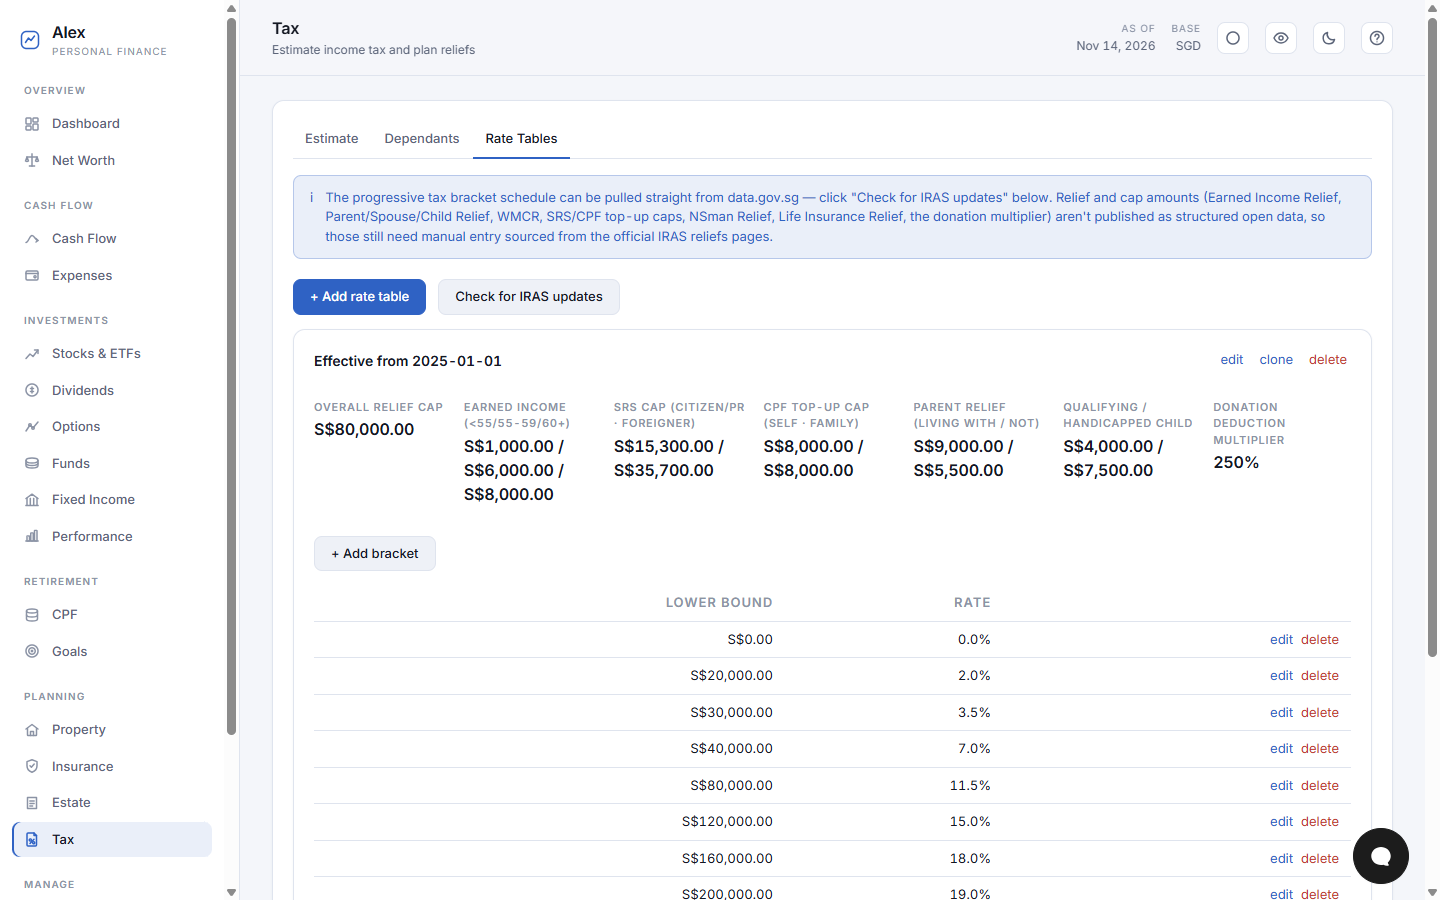 Alex
PERSONAL FINANCE
OVERVIEW
Dashboard
Net Worth
CASH FLOW
Cash Flow
Expenses
INVESTMENTS
Stocks & ETFs
Dividends
Options
Funds
Fixed Income
Performance
RETIREMENT
CPF
Goals
PLANNING
Property
Insurance
Estate
Tax
MANAGE
Tax
Estimate income tax and plan reliefs
AS OF
Nov 14, 2026
BASE
SGD
Estimate
Dependants
Rate Tables
The progressive tax bracket schedule can be pulled straight from data.gov.sg — click "Check for IRAS updates" below. Relief and cap amounts (Earned Income Relief,
Parent/Spouse/Child Relief, WMCR, SRS/CPF top-up caps, NSman Relief, Life Insurance Relief, the donation multiplier) aren't published as structured open data, so
those still need manual entry sourced from the official IRAS reliefs pages.
+ Add rate table
Check for IRAS updates
Effective from 2025-01-01
edit clone delete
OVERALL RELIEF CAP
S$80,000.00
EARNED INCOME
(<55/55-59/60+)
S$1,000.00 /
S$6,000.00 /
S$8,000.00
SRS CAP (CITIZEN/PR
· FOREIGNER)
S$15,300.00 /
S$35,700.00
CPF TOP-UP CAP
(SELF · FAMILY)
S$8,000.00 /
S$8,000.00
PARENT RELIEF
(LIVING WITH / NOT)
S$9,000.00 /
S$5,500.00
QUALIFYING /
HANDICAPPED CHILD
S$4,000.00 /
S$7,500.00
DONATION
DEDUCTION
MULTIPLIER
250%
+ Add bracket
LOWER BOUND RATE
S$0.00 0.0% edit delete
S$20,000.00 2.0% edit delete
S$30,000.00 3.5% edit delete
S$40,000.00 7.0% edit delete
S$80,000.00 11.5% edit delete
S$120,000.00 15.0% edit delete
S$160,000.00 18.0% edit delete
S$200,000.00 19.0% edit delete